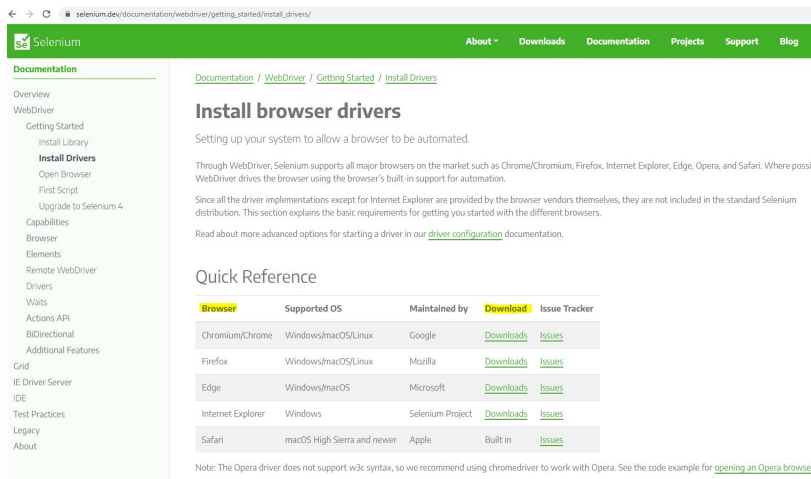 selenium.dev/documentation/webdriver/getting_started/install_drivers/
Se Selenium
About Downloads Documentation Projects Support Blog
Documentation
Overview
WebDriver
Getting Started
Install Library
Install Drivers
Open Browser
First Script
Upgrade to Selenium 4
Capabilities
Browser
Elements
Remote WebDriver
Drivers
Waits
Actions API
BiDirectional
Additional Features
Grid
IE Driver Server
IDE
Test Practices
Legacy
About
Documentation / WebDriver / Getting Started / Install Drivers
Install browser drivers
Setting up your system to allow a browser to be automated.
Through WebDriver, Selenium supports all major browsers on the market such as Chrome/Chromium, Firefox, Internet Explorer, Edge, Opera, and Safari. Where possi
WebDriver drives the browser using the browser's built-in support for automation.
Since all the driver implementations except for Internet Explorer are provided by the browser vendors themselves, they are not included in the standard Selenium
distribution. This section explains the basic requirements for getting you started with the different browsers.
Read about more advanced options for starting a driver in our driver configuration documentation.
Quick Reference
Browser Supported OS Maintained by Download Issue Tracker
Chromium/Chrome Windows/macOS/Linux Google Downloads Issues
Firefox Windows/macOS/Linux Mozilla Downloads Issues
Edge Windows/macOS Microsoft Downloads Issues
Internet Explorer Windows Selenium Project Downloads Issues
Safari macOS High Sierra and newer Apple Built in Issues
Note: The Opera driver does not support w3c syntax, so we recommend using chromedriver to work with Opera. See the code example for opening an Opera browse